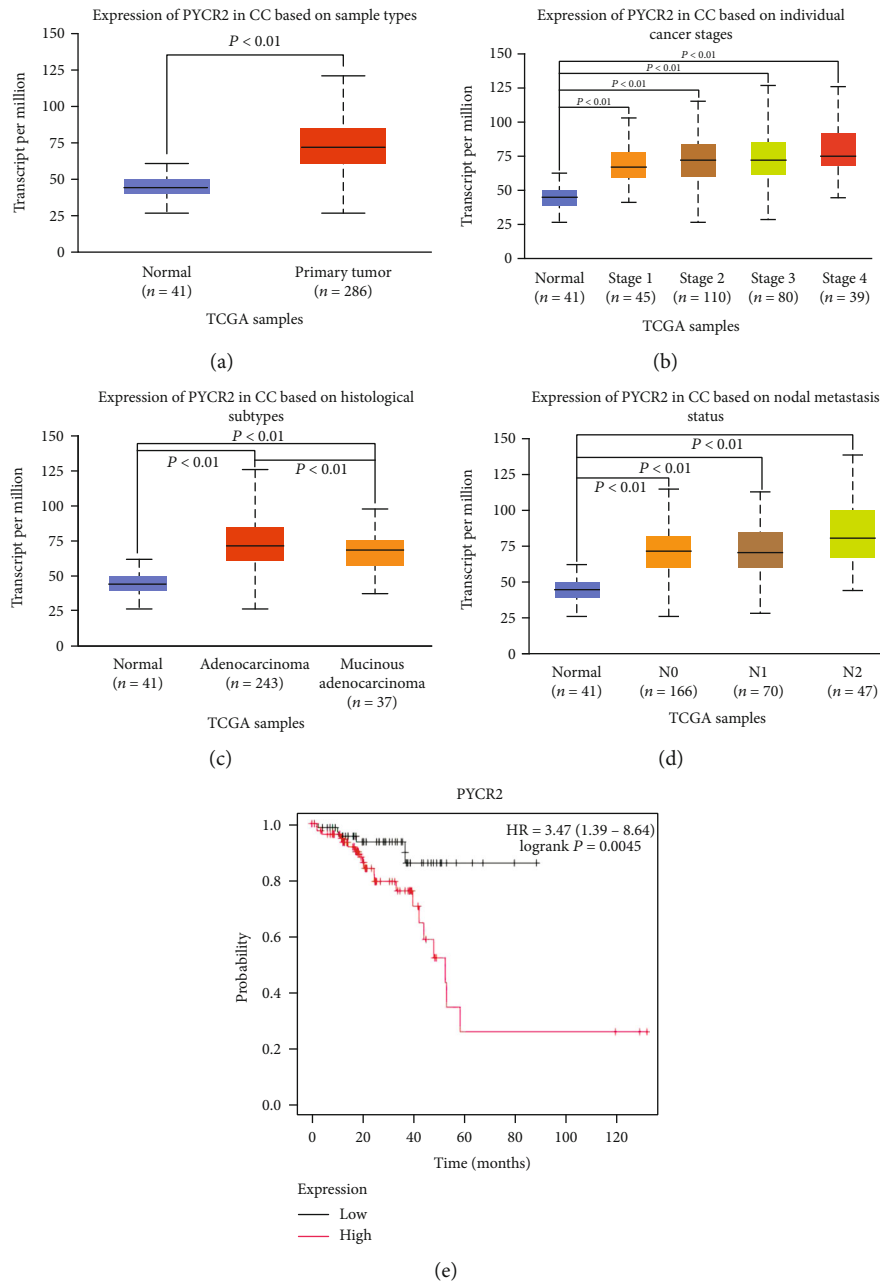 Expression of PYCR2 in CC based on sample types
P < 0.01
150
125
100
75
50
25
0
Transcript per million
Normal
(n = 41)
Primary tumor
(n = 286)
TCGA samples
(a)
Expression of PYCR2 in CC based on individual
cancer stages
P < 0.01
P < 0.01
P < 0.01
P < 0.01
150
125
100
75
50
25
0
Transcript per million
Normal
(n = 41)
Stage 1
(n = 45)
Stage 2
(n = 110)
Stage 3
(n = 80)
Stage 4
(n = 39)
TCGA samples
(b)
Expression of PYCR2 in CC based on histological
subtypes
P < 0.01
P < 0.01
P < 0.01
150
125
100
75
50
25
0
Transcript per million
Normal
(n = 41)
Adenocarcinoma
(n = 243)
Mucinous
adenocarcinoma
(n = 37)
TCGA samples
(c)
Expression of PYCR2 in CC based on nodal metastasis
status
P < 0.01
P < 0.01
P < 0.01
150
125
100
75
50
25
0
Transcript per million
Normal
(n = 41)
N0
(n = 166)
N1
(n = 70)
N2
(n = 47)
TCGA samples
(d)
PYCR2
HR = 3.47 (1.39 – 8.64)
logrank P = 0.0045
1.0
0.8
0.6
0.4
0.2
0.0
Probability
0 20 40 60 80 100 120
Time (months)
Expression
Low
High
(e)